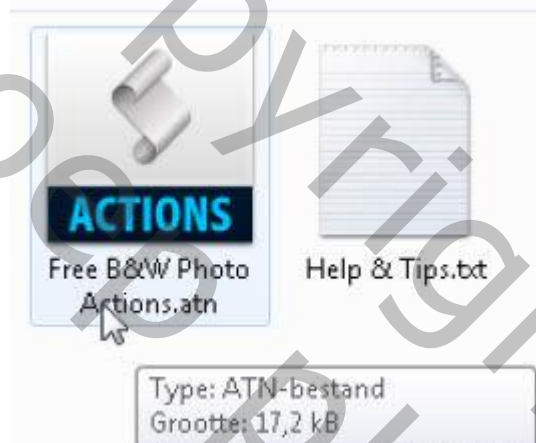 ACTIONS
Free B&W Photo
Actions.atn
Help & Tips.txt
Type: ATN-bestand
Grootte: 17,2 kB